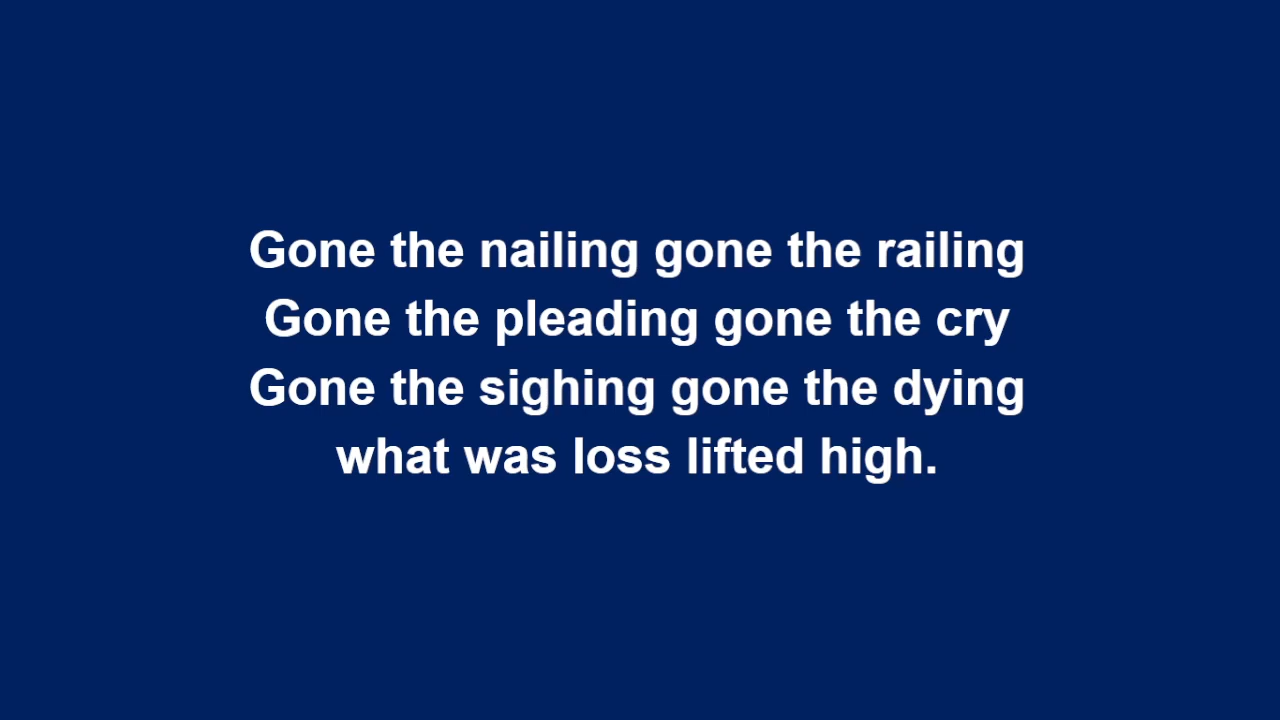 Gone the nailing gone the railing
Gone the pleading gone the cry
Gone the sighing gone the dying
what was loss lifted high.